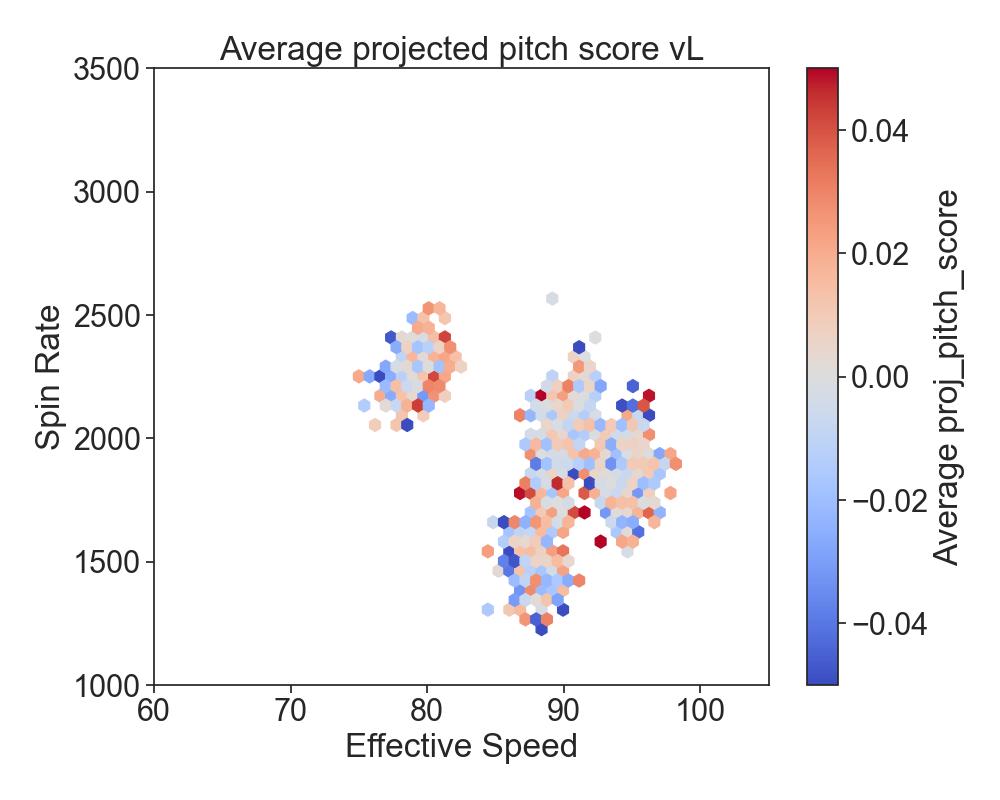 Average projected pitch score vL
3500
3000
2500
2000
1500
1000
Spin Rate
60 70 80 90 100
Effective Speed
0.04
0.02
0.00
−0.02
−0.04
Average proj_pitch_score